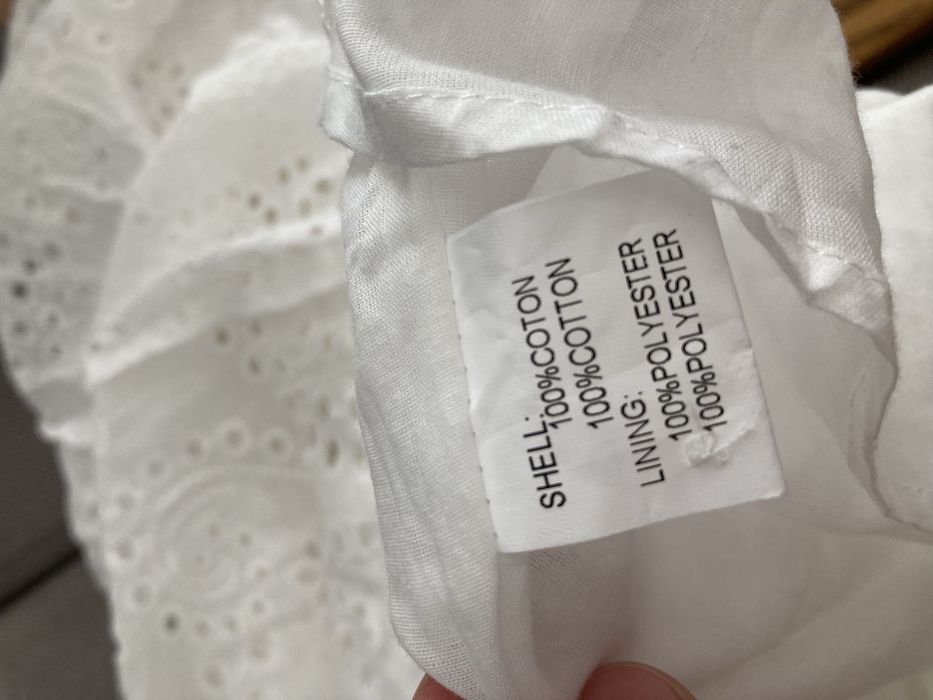 SHELL:
100%COTON
100%COTTON
LINING:
100%POLYESTER
100%POLYESTER